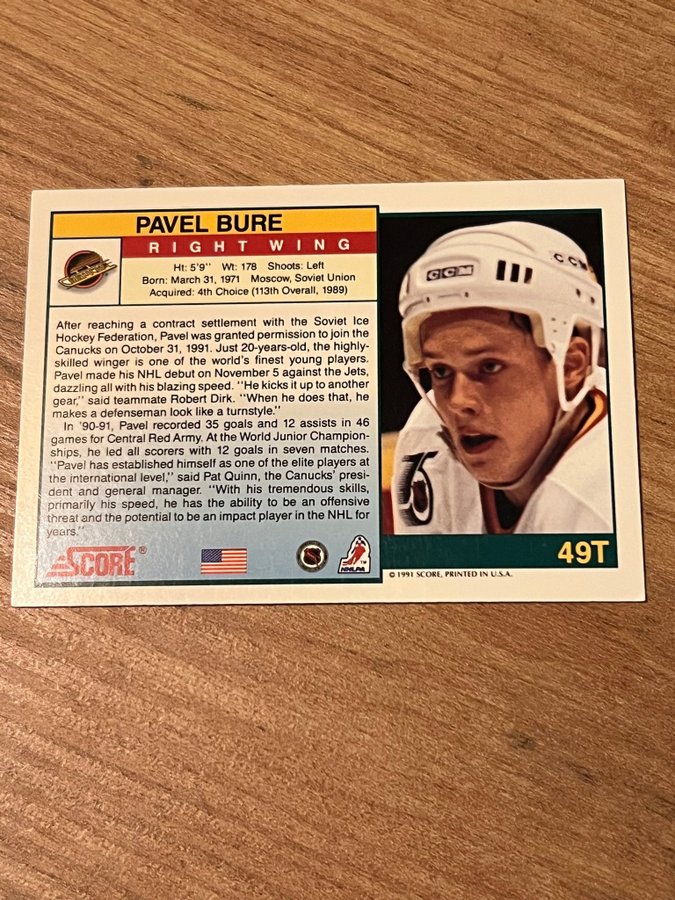 PAVEL BURE
RIGHT WING
Ht: 5'9'' Wt: 178 Shoots: Left
Born: March 31, 1971 Moscow, Soviet Union
Acquired: 4th Choice (113th Overall, 1989)
After reaching a contract settlement with the Soviet Ice
Hockey Federation, Pavel was granted permission to join the
Canucks on October 31, 1991. Just 20-years-old, the highly-
skilled winger is one of the world's finest young players.
Pavel made his NHL debut on November 5 against the Jets,
dazzling all with his blazing speed. "He kicks it up to another
gear,'' said teammate Robert Dirk. "When he does that, he
makes a defenseman look like a turnstyle.''
In '90-91, Pavel recorded 35 goals and 12 assists in 46
games for Central Red Army. At the World Junior Champion-
ships, he led all scorers with 12 goals in seven matches.
"Pavel has established himself as one of the elite players at
the international level,'' said Pat Quinn, the Canucks' presi-
dent and general manager. "With his tremendous skills,
primarily his speed, he has the ability to be an offensive
threat and the potential to be an impact player in the NHL for
years.''
SCORE®
NHLPA
TM
CCM
CCM
75
49T
© 1991 SCORE, PRINTED IN U.S.A.